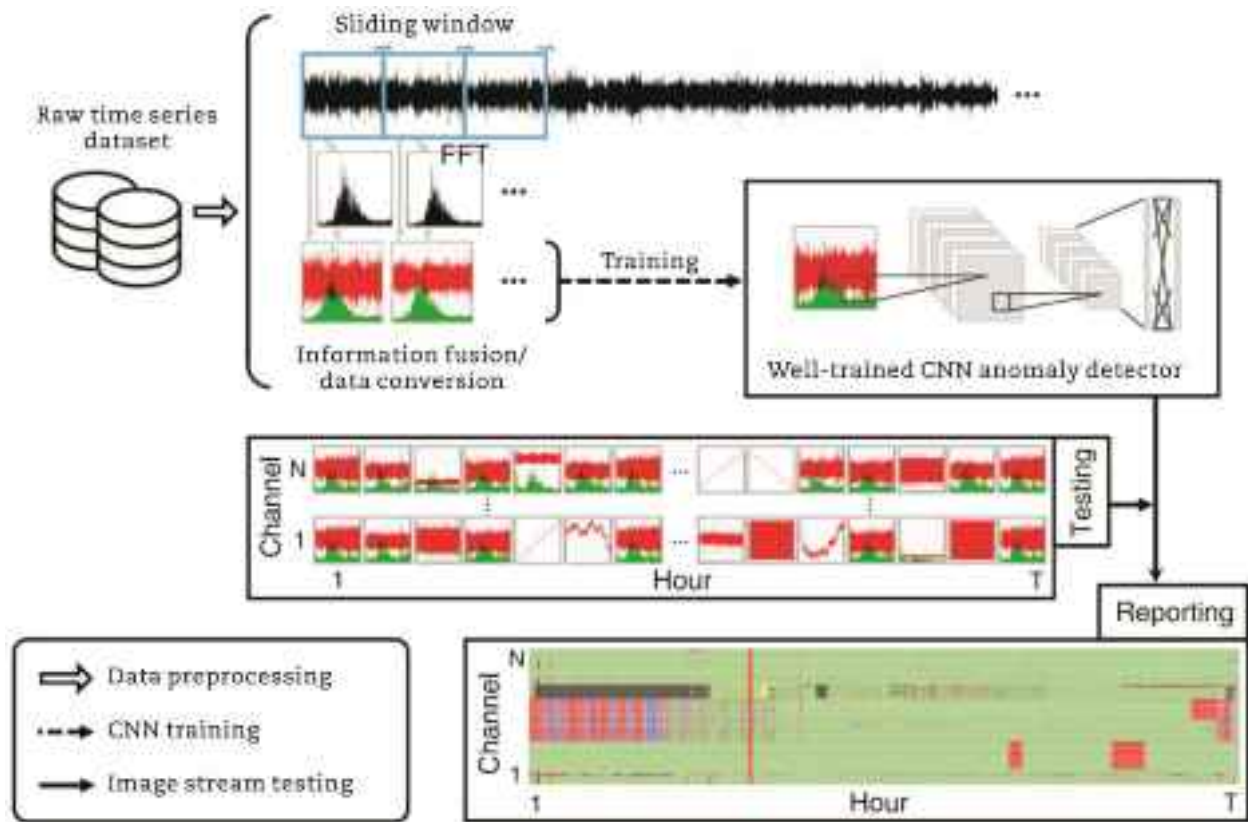 Sliding window
Raw time series
dataset
FFT
...
...
...
Training
Information fusion/
data conversion
Well-trained CNN anomaly detector
Channel
N
...
1
...
1
Hour
T
Testing
Reporting
Data preprocessing
CNN training
Image stream testing
Channel
N
1
1
Hour
T